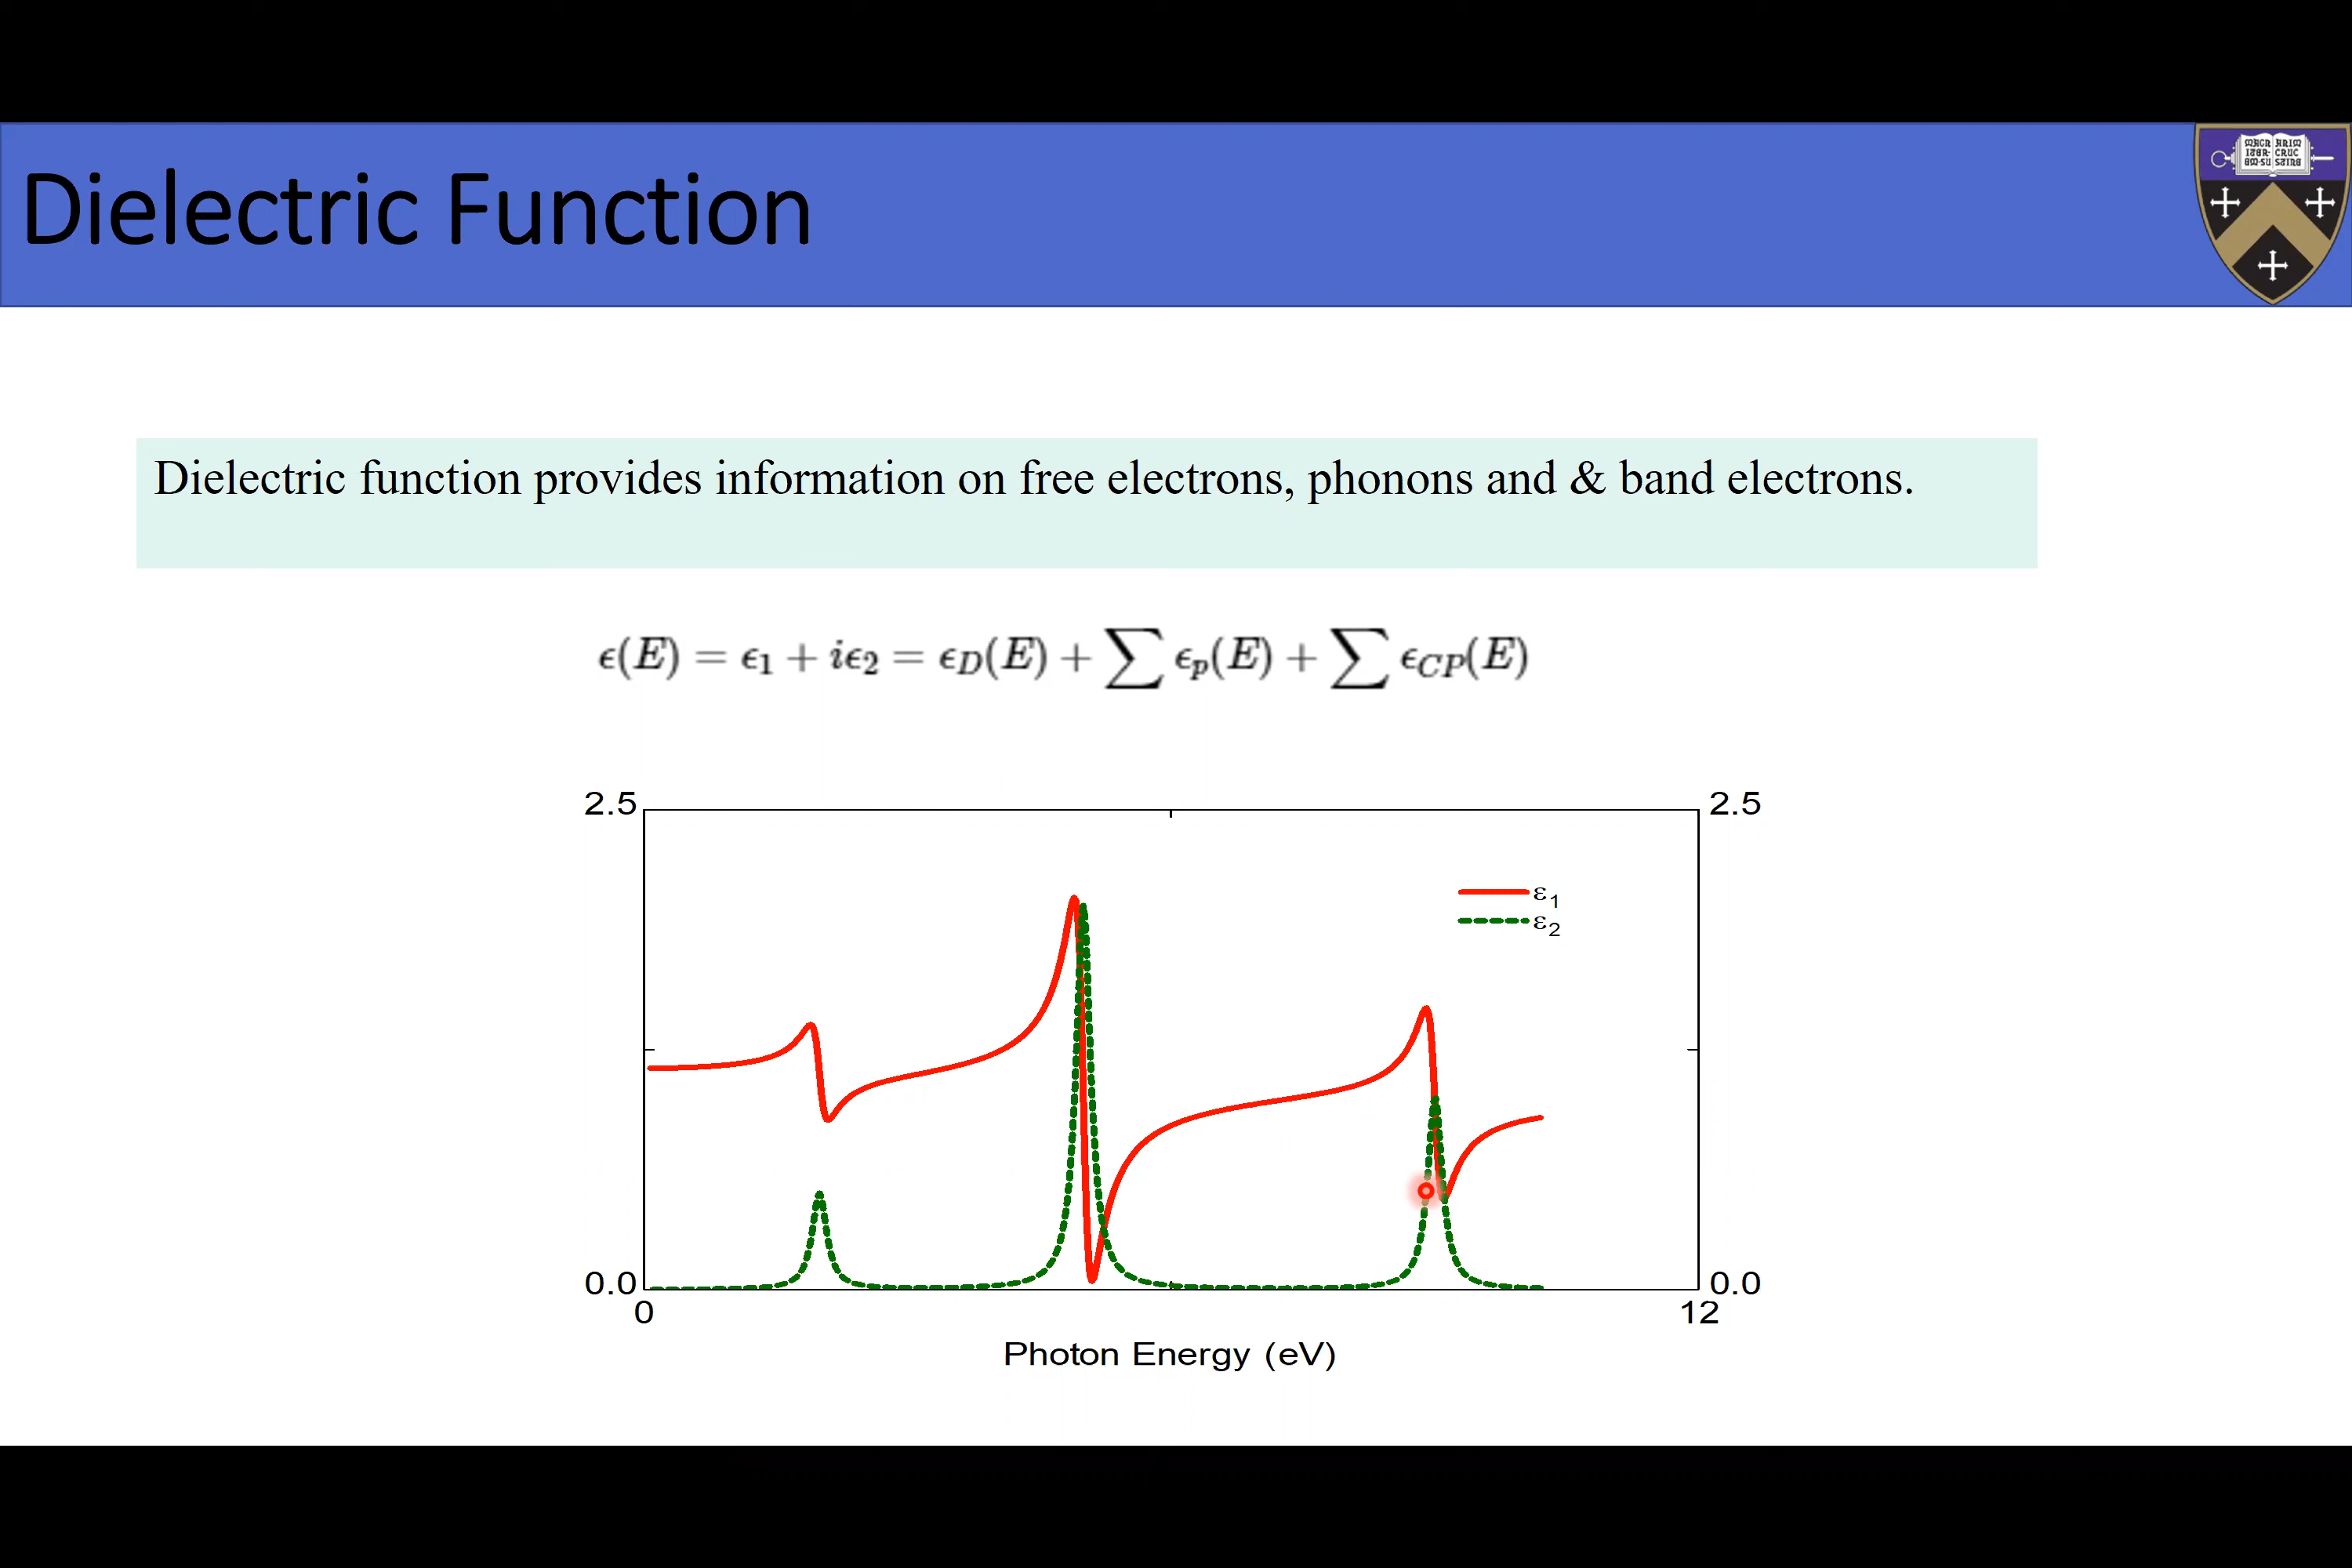 Dielectric Function
Dielectric function provides information on free electrons, phonons and & band electrons.
ϵ(E) = ϵ₁ + iϵ₂ = ϵ_D(E) + ∑ ϵ_p(E) + ∑ ϵ_CP(E)
2.5 2.5
ε₁
ε₂
0.0 0.0
0 12
Photon Energy (eV)